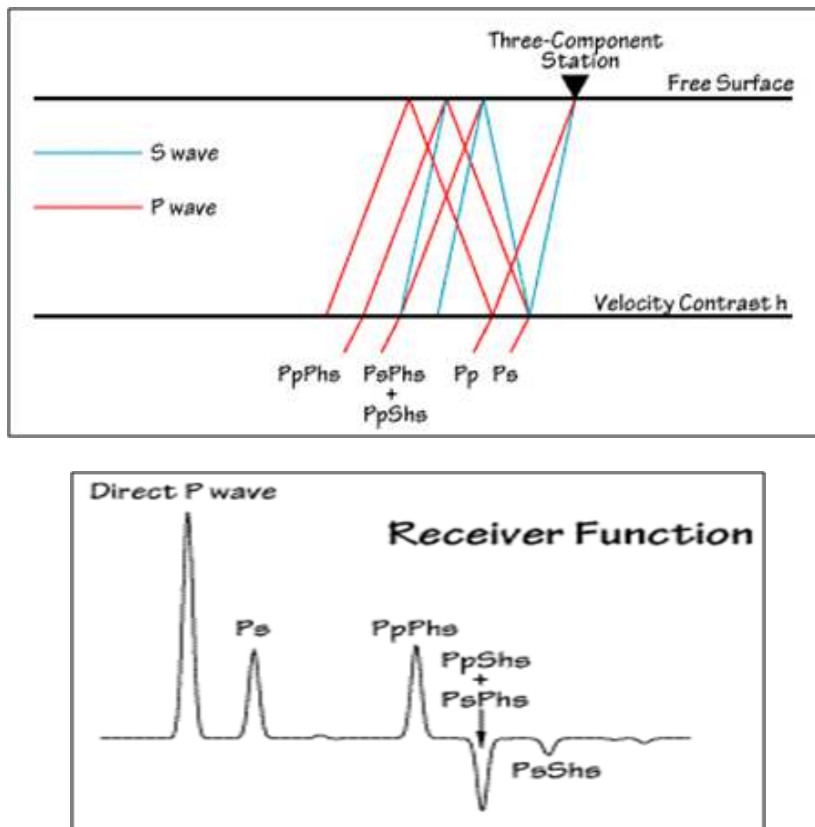 Three-Component
Station
Free Surface
S wave
P wave
Velocity Contrast h
PpPhs PsPhs Pp Ps
+
PpShs
Direct P wave
Receiver Function
Ps PpPhs
PpShs
+
PsPhs
PsShs